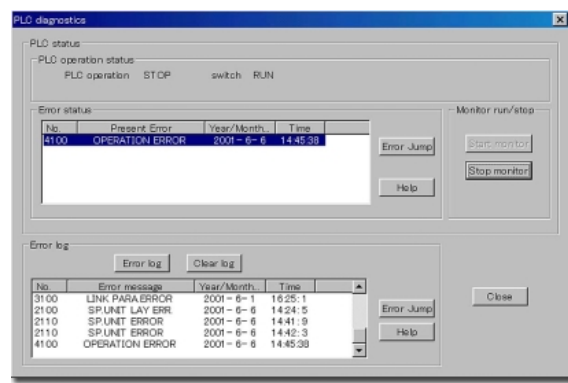 PLC diagnostics
PLC status
PLC operation status
PLC operation STOP switch RUN
Error status
No. Present Error Year/Month... Time
4100 OPERATION ERROR 2001-6-6 14:45:38
Error Jump
Help
Monitor run/stop
Start monitor
Stop monitor
Error log
Error log Clear log
No. Error message Year/Month... Time
3100 LINK PARA.ERROR 2001-6-1 16:25:1
2100 SP.UNIT LAY ERR. 2001-6-6 14:24:5
2110 SP.UNIT ERROR 2001-6-6 14:41:9
2110 SP.UNIT ERROR 2001-6-6 14:42:3
4100 OPERATION ERROR 2001-6-6 14:45:38
Error Jump
Help
Close